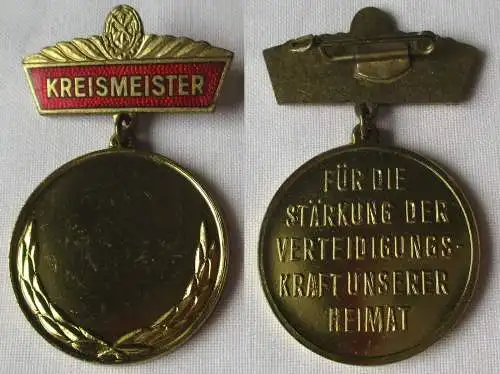 KREISMEISTER
FÜR DIE
STÄRKUNG DER
VERTEIDIGUNGS-
KRAFT UNSERER
HEIMAT